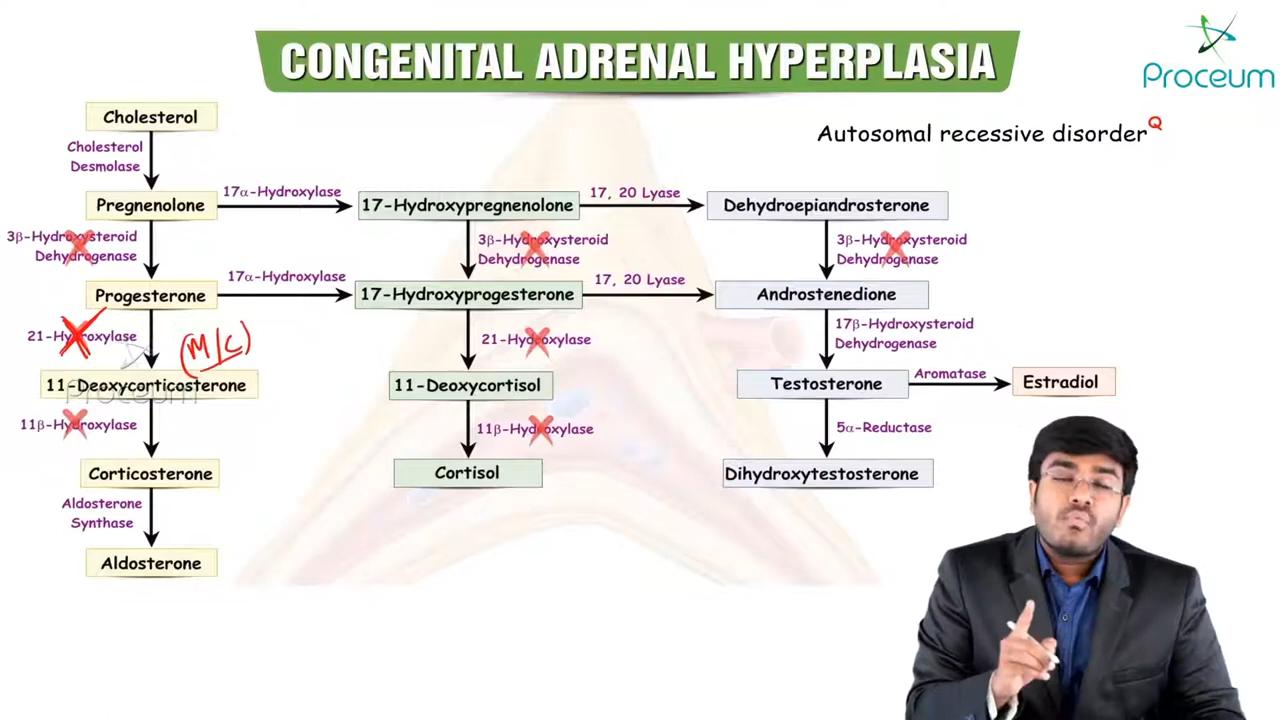 CONGENITAL ADRENAL HYPERPLASIA
Proceum
Autosomal recessive disorder Q
Cholesterol
Cholesterol
Desmolase
Pregnenolone
17α-Hydroxylase
17-Hydroxypregnenolone
17, 20 Lyase
Dehydroepiandrosterone
3β-Hydroxysteroid
Dehydrogenase
3β-Hydroxysteroid
Dehydrogenase
3β-Hydroxysteroid
Dehydrogenase
Progesterone
17α-Hydroxylase
17-Hydroxyprogesterone
17, 20 Lyase
Androstenedione
21-Hydroxylase
(M/C)
21-Hydroxylase
17β-Hydroxysteroid
Dehydrogenase
11-Deoxycorticosterone
Proceum
11-Deoxycortisol
Testosterone
Aromatase
Estradiol
11β-Hydroxylase
11β-Hydroxylase
5α-Reductase
Corticosterone
Cortisol
Dihydroxytestosterone
Aldosterone
Synthase
Aldosterone